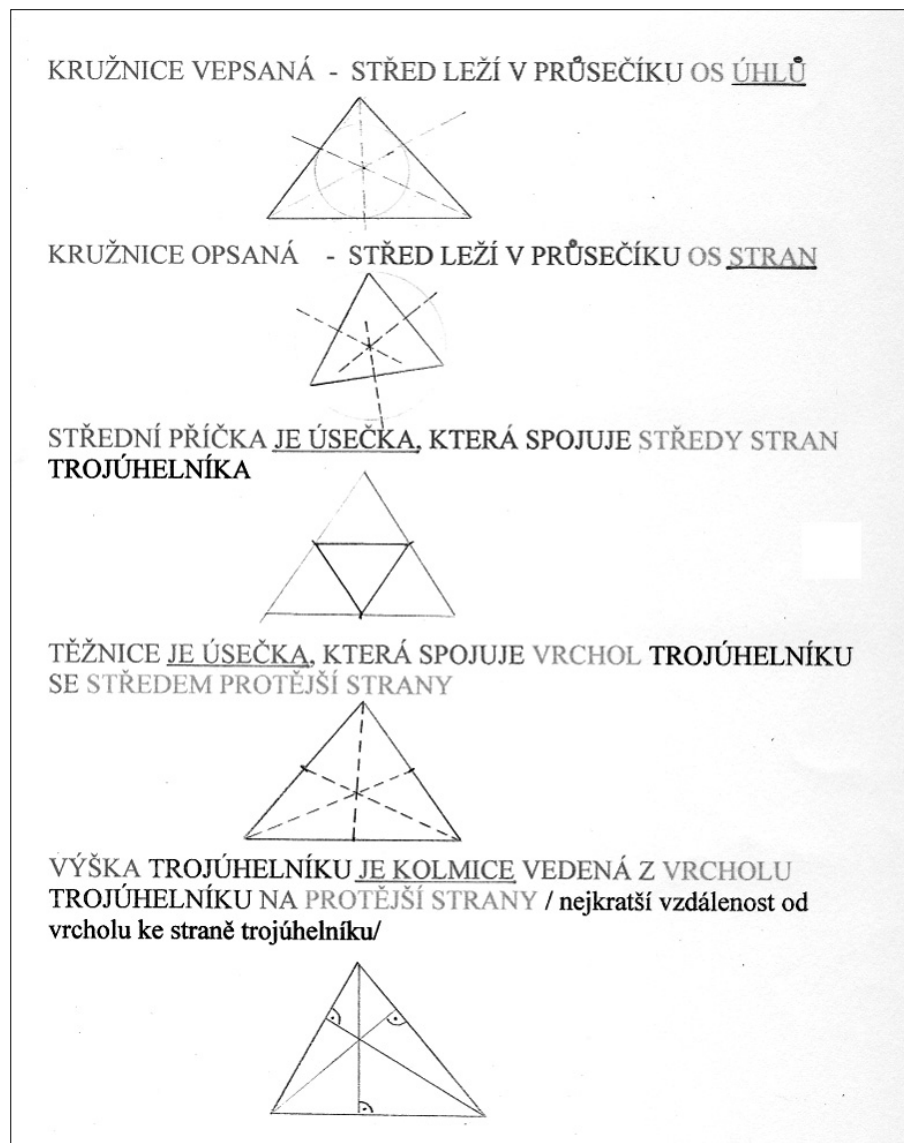 KRUŽNICE VEPSANÁ - STŘED LEŽÍ V PRŮSEČÍKU OS ÚHLŮ
KRUŽNICE OPSANÁ - STŘED LEŽÍ V PRŮSEČÍKU OS STRAN
STŘEDNÍ PŘÍČKA JE ÚSEČKA, KTERÁ SPOJUJE STŘEDY STRAN
TROJÚHELNÍKA
TĚŽNICE JE ÚSEČKA, KTERÁ SPOJUJE VRCHOL TROJÚHELNÍKU
SE STŘEDEM PROTĚJŠÍ STRANY
VÝŠKA TROJÚHELNÍKU JE KOLMICE VEDENÁ Z VRCHOLU
TROJÚHELNÍKU NA PROTĚJŠÍ STRANY / nejkratší vzdálenost od
vrcholu ke straně trojúhelníku/